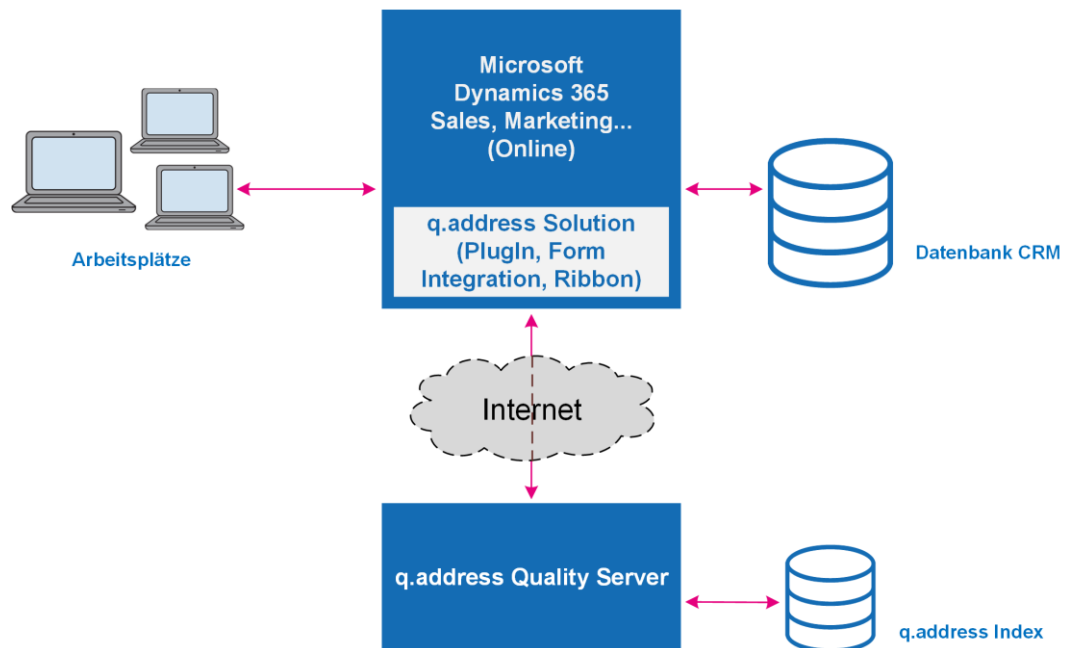 Microsoft
Dynamics 365
Sales, Marketing...
(Online)
q.address Solution
(PlugIn, Form
Integration, Ribbon)
Arbeitsplätze
Datenbank CRM
Internet
q.address Quality Server
q.address Index